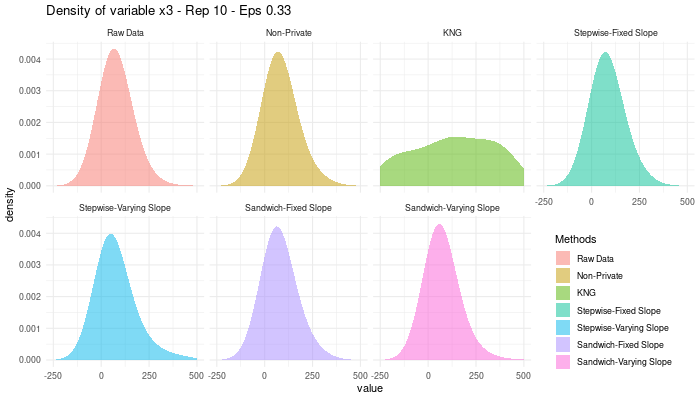 Density of variable x3 - Rep 10 - Eps 0.33
Raw Data
Non-Private
KNG
Stepwise-Fixed Slope
0.004
0.003
0.002
0.001
0.000
-250 0 250 500
density
Stepwise-Varying Slope
Sandwich-Fixed Slope
Sandwich-Varying Slope
0.004
0.003
0.002
0.001
0.000
-250 0 250 500
-250 0 250 500
-250 0 250 500
value
Methods
Raw Data
Non-Private
KNG
Stepwise-Fixed Slope
Stepwise-Varying Slope
Sandwich-Fixed Slope
Sandwich-Varying Slope